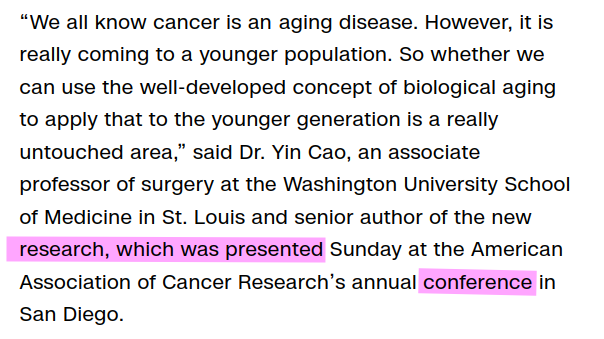 “We all know cancer is an aging disease. However, it is
really coming to a younger population. So whether we
can use the well-developed concept of biological aging
to apply that to the younger generation is a really
untouched area,” said Dr. Yin Cao, an associate
professor of surgery at the Washington University School
of Medicine in St. Louis and senior author of the new
research, which was presented Sunday at the American
Association of Cancer Research’s annual conference in
San Diego.